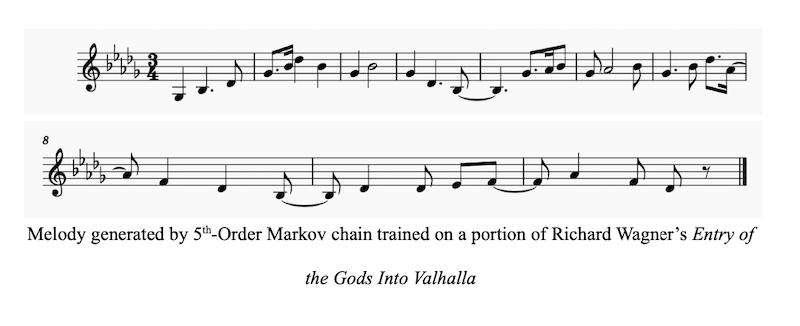 3
4
8
Melody generated by 5th-Order Markov chain trained on a portion of Richard Wagner's Entry of
the Gods Into Valhalla